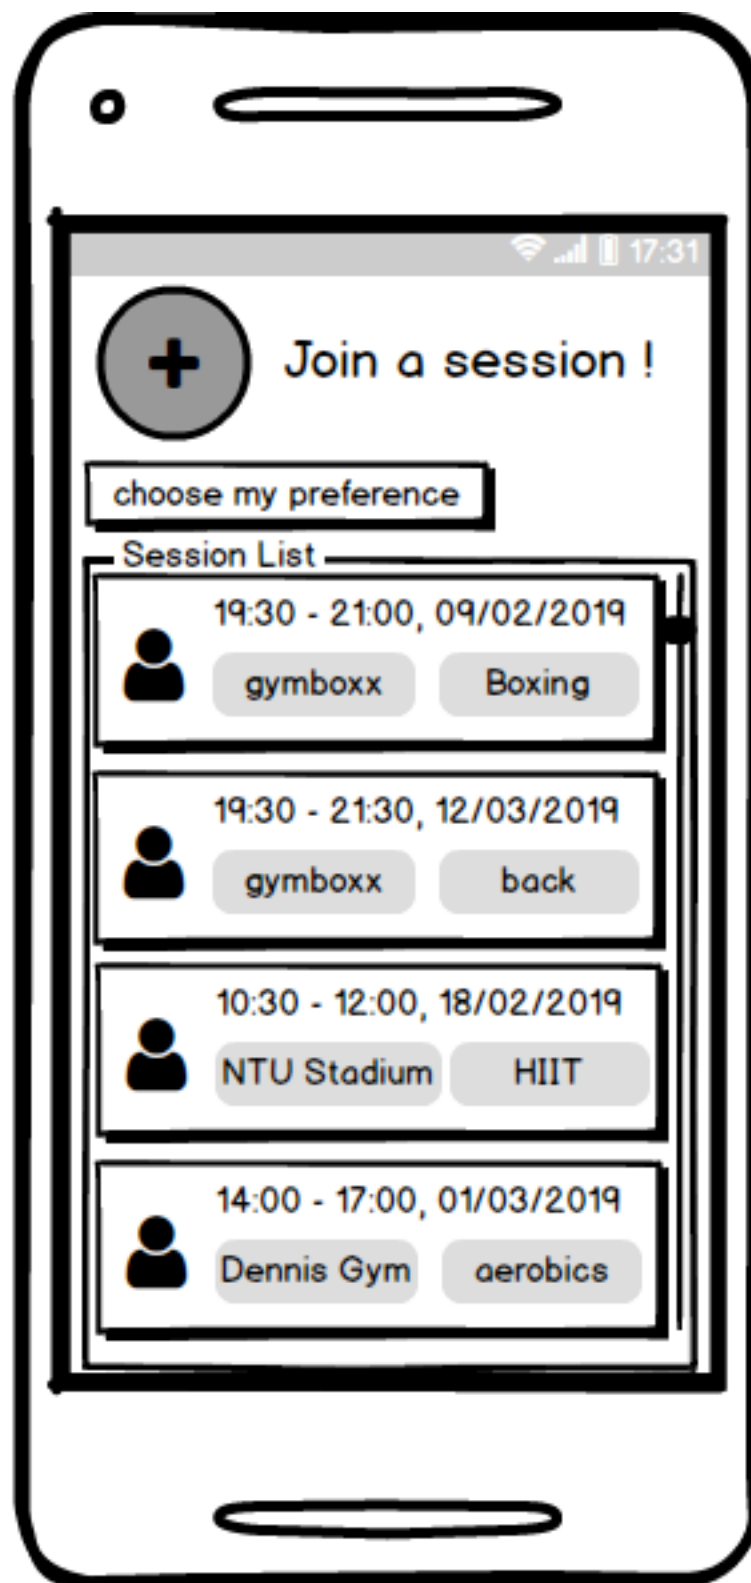 17:31
Join a session !
choose my preference
Session List
19:30 - 21:00, 09/02/2019
gymboxx Boxing
19:30 - 21:30, 12/03/2019
gymboxx back
10:30 - 12:00, 18/02/2019
NTU Stadium HIIT
14:00 - 17:00, 01/03/2019
Dennis Gym aerobics